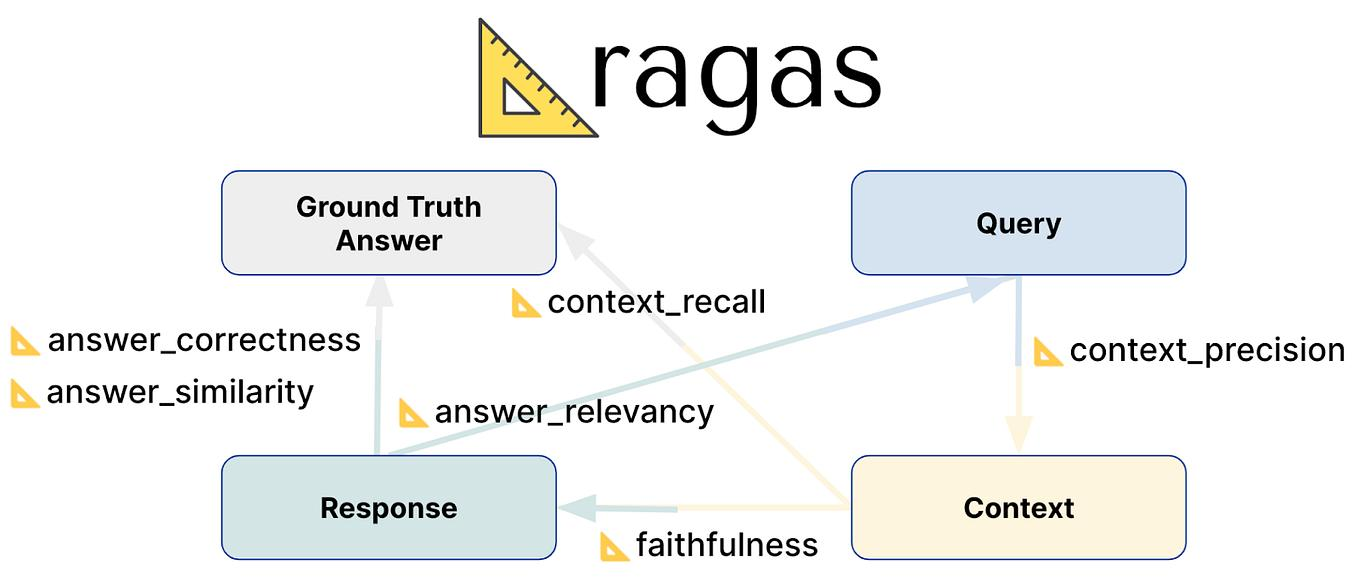 ragas
Ground Truth
Answer
Query
context_recall
answer_correctness
context_precision
answer_similarity
answer_relevancy
Response
Context
faithfulness